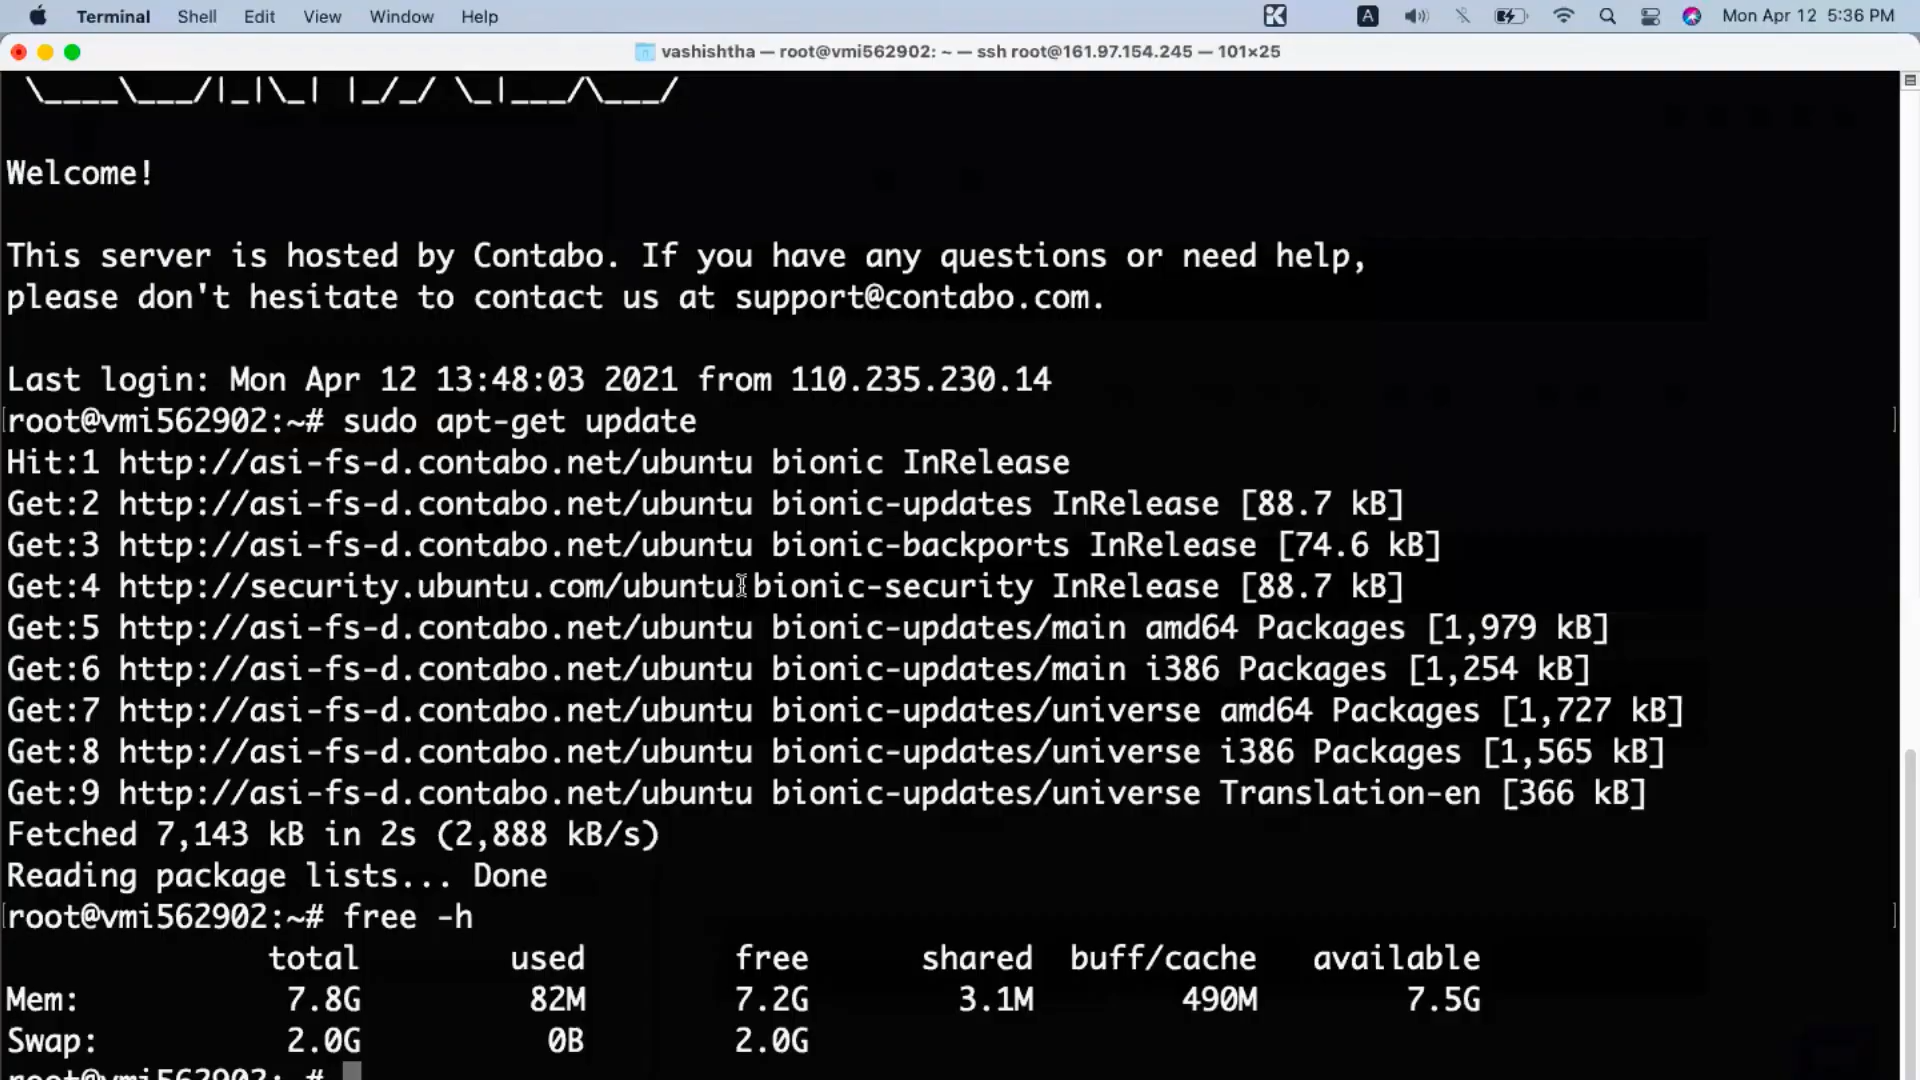 Terminal Shell Edit View Window Help A Mon Apr 12 5:36 PM
vashishtha — root@vmi562902: ~ — ssh root@161.97.154.245 — 101×25
\____\___/|_|\_| |_/_/ \_|___/\___/
Welcome!
This server is hosted by Contabo. If you have any questions or need help,
please don't hesitate to contact us at support@contabo.com.
Last login: Mon Apr 12 13:48:03 2021 from 110.235.230.14
[root@vmi562902:~# sudo apt-get update ]
Hit:1 http://asi-fs-d.contabo.net/ubuntu bionic InRelease
Get:2 http://asi-fs-d.contabo.net/ubuntu bionic-updates InRelease [88.7 kB]
Get:3 http://asi-fs-d.contabo.net/ubuntu bionic-backports InRelease [74.6 kB]
Get:4 http://security.ubuntu.com/ubuntu bionic-security InRelease [88.7 kB]
Get:5 http://asi-fs-d.contabo.net/ubuntu bionic-updates/main amd64 Packages [1,979 kB]
Get:6 http://asi-fs-d.contabo.net/ubuntu bionic-updates/main i386 Packages [1,254 kB]
Get:7 http://asi-fs-d.contabo.net/ubuntu bionic-updates/universe amd64 Packages [1,727 kB]
Get:8 http://asi-fs-d.contabo.net/ubuntu bionic-updates/universe i386 Packages [1,565 kB]
Get:9 http://asi-fs-d.contabo.net/ubuntu bionic-updates/universe Translation-en [366 kB]
Fetched 7,143 kB in 2s (2,888 kB/s)
Reading package lists... Done
[root@vmi562902:~# free -h ]
total used free shared buff/cache available
Mem: 7.8G 82M 7.2G 3.1M 490M 7.5G
Swap: 2.0G 0B 2.0G
root@vmi562902:~#